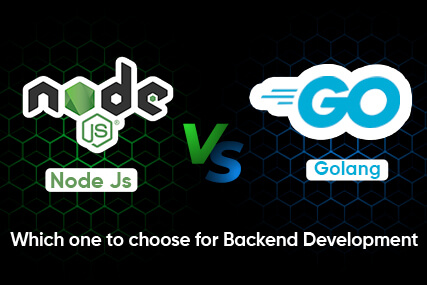 node
JS
®
Node Js
VS
GO
Golang
Which one to choose for Backend Development